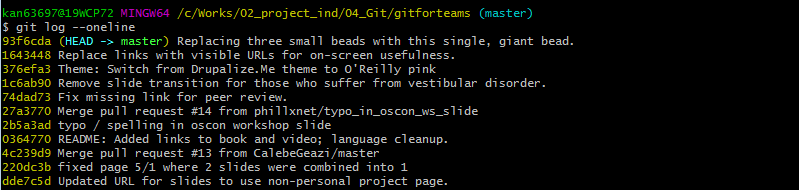 kan63697@19WCP72 MINGW64 /c/Works/02_project_ind/04_Git/gitforteams (master)
$ git log --oneline
93f6cda (HEAD -> master) Replacing three small beads with this single, giant bead.
1643448 Replace links with visible URLs for on-screen usefulness.
376efa3 Theme: Switch from Drupalize.Me theme to O'Reilly pink
1c6ab90 Remove slide transition for those who suffer from vestibular disorder.
74dad73 Fix missing link for peer review.
27a3770 Merge pull request #14 from phillxnet/typo_in_oscon_ws_slide
2b5a3ad typo / spelling in oscon workshop slide
0364770 README: Added links to book and video; language cleanup.
4c239d9 Merge pull request #13 from CalebeGeazi/master
220dc3b fixed page 5/1 where 2 slides were combined into 1
dde7c5d Updated URL for slides to use non-personal project page.